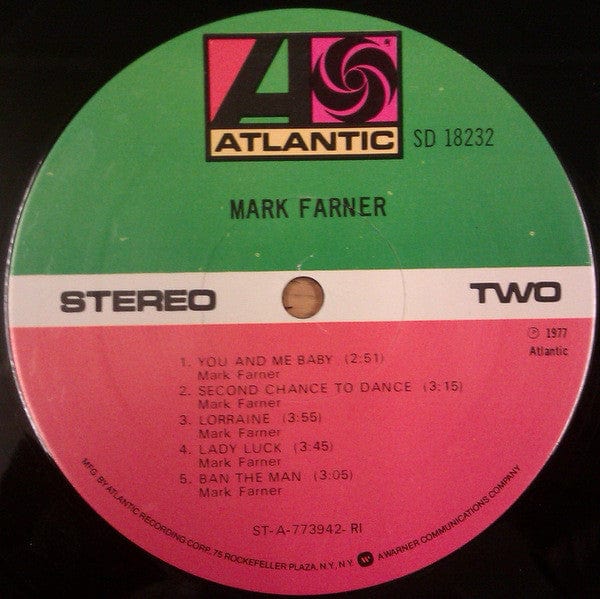 ATLANTIC
SD 18232
MARK FARNER
STEREO
TWO
℗ 1977
Atlantic
1. YOU AND ME BABY (2:51)
Mark Farner
2. SECOND CHANCE TO DANCE (3:15)
Mark Farner
3. LORRAINE (3:55)
Mark Farner
4. LADY LUCK (3:45)
Mark Farner
5. BAN THE MAN (3:05)
Mark Farner
ST-A-773942-RI
MFG. BY ATLANTIC RECORDING CORP. 75 ROCKEFELLER PLAZA, N.Y., N.Y. A WARNER COMMUNICATIONS COMPANY